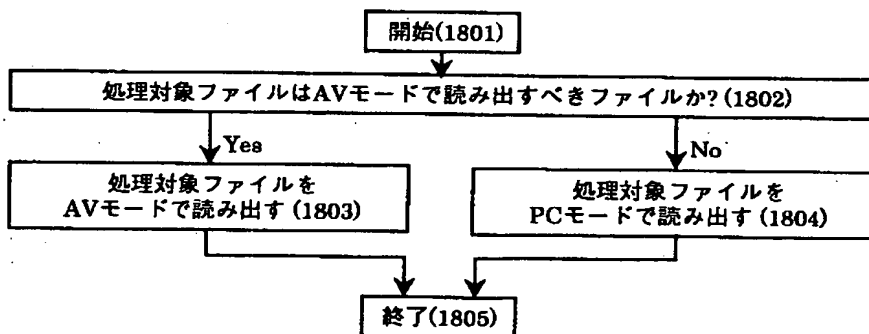 開始(1801)
処理対象ファイルはAVモードで読み出すべきファイルか?(1802)
Yes
No
処理対象ファイルを
AVモードで読み出す(1803)
処理対象ファイルを
PCモードで読み出す(1804)
終了(1805)